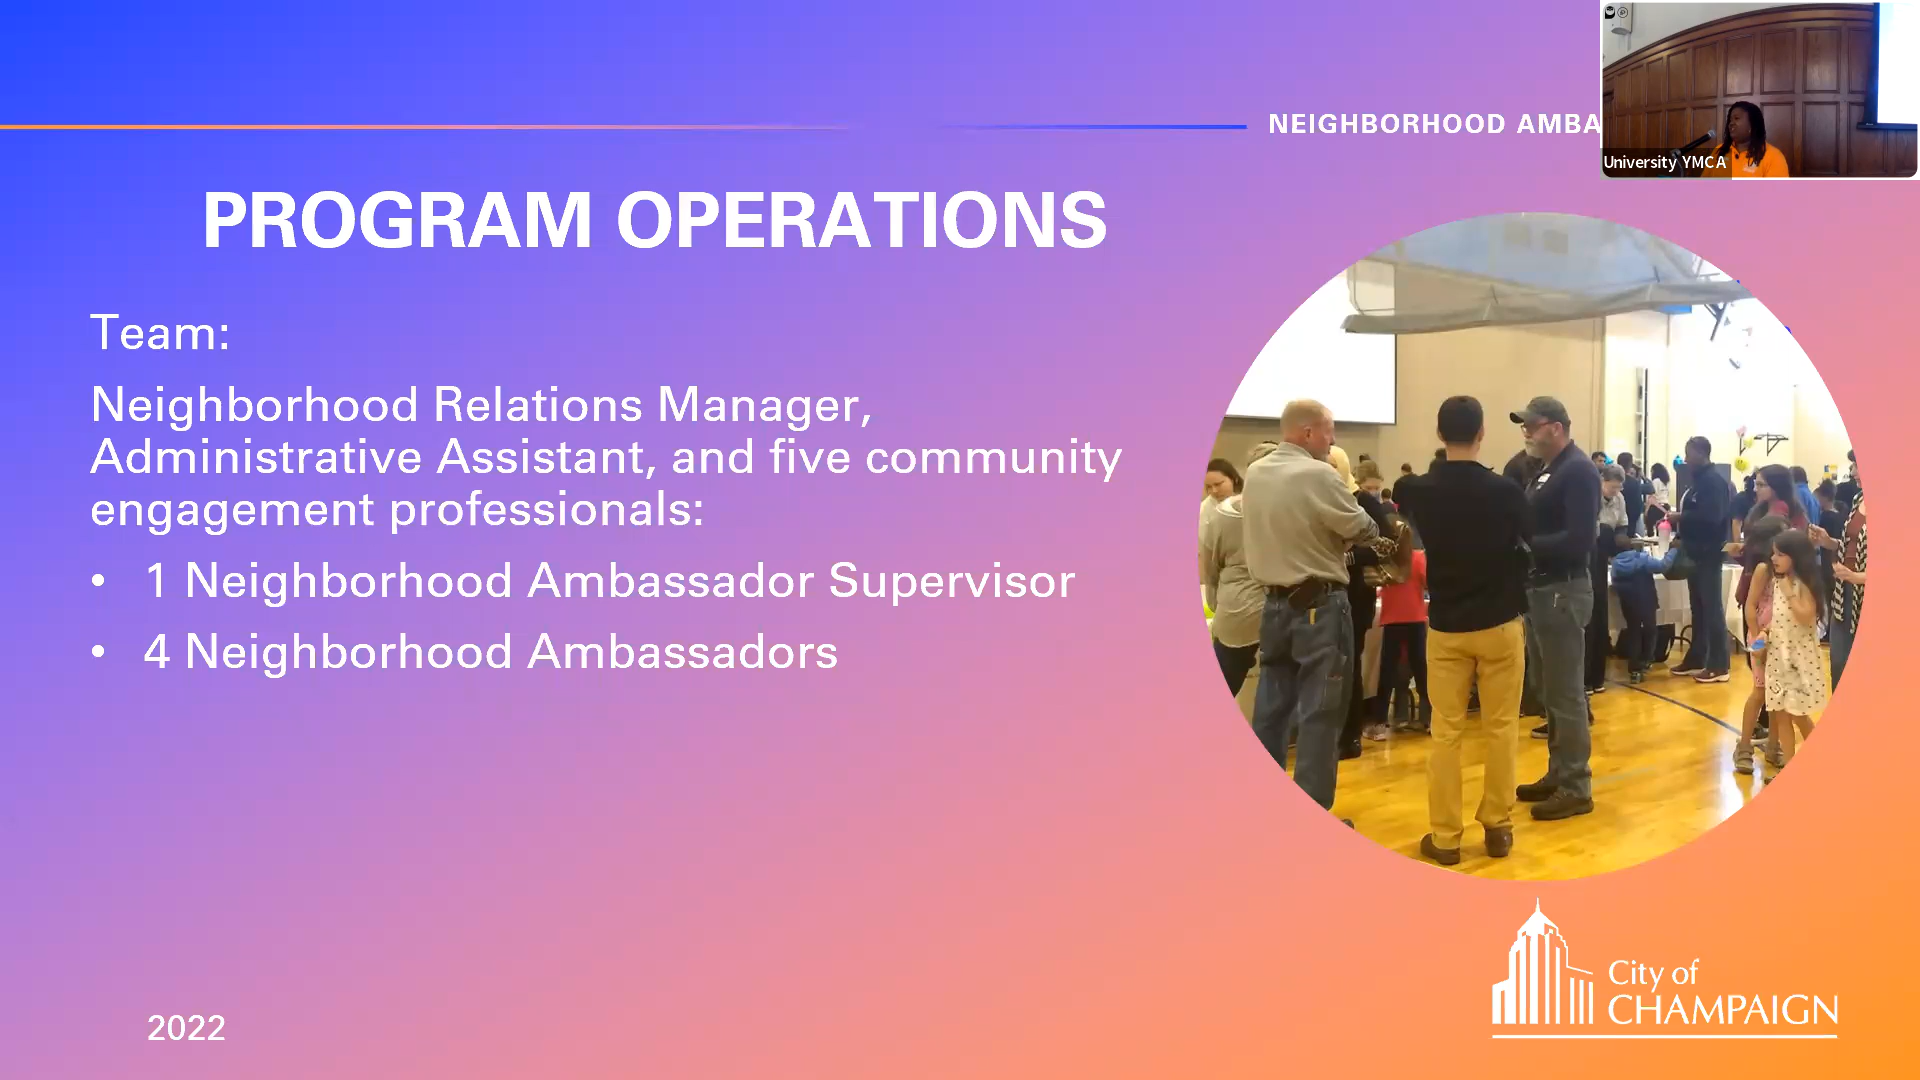 NEIGHBORHOOD AMBA
University YMCA
PROGRAM OPERATIONS
Team:
Neighborhood Relations Manager,
Administrative Assistant, and five community
engagement professionals:
• 1 Neighborhood Ambassador Supervisor
• 4 Neighborhood Ambassadors
City of
CHAMPAIGN
2022